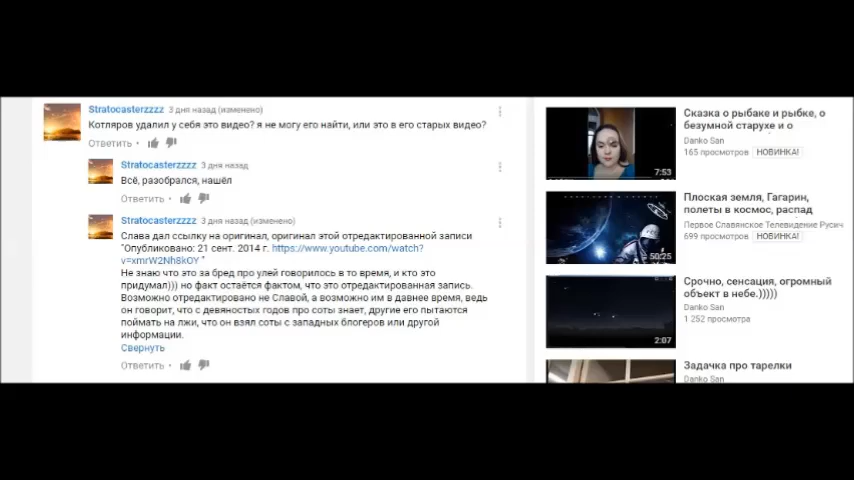 Stratocasterzzzz 3 дня назад (изменено)
Котляров удалил у себя это видео? я не могу его найти, или это в его старых видео?
Ответить •
Stratocasterzzzz 3 дня назад
Всё, разобрался, нашёл
Ответить •
Stratocasterzzzz 3 дня назад (изменено)
Слава дал ссылку на оригинал, оригинал этой отредактированной записи
"Опубликовано: 21 сент. 2014 г. https://www.youtube.com/watch?
v=xmrW2Nh8kOY "
Не знаю что это за бред про улей говорилось в то время, и кто это
придумал))) но факт остаётся фактом, что это отредактированная запись.
Возможно отредактировано не Славой, а возможно им в давнее время, ведь
он говорит, что с девяностых годов про соты знает, другие его пытаются
поймать на лжи, что он взял соты с западных блогеров или другой
информации.
Свернуть
Ответить •
7:53
Сказка о рыбаке и рыбке, о
безумной старухе и о
Danko San
165 просмотров НОВИНКА!
50:25
Плоская земля, Гагарин,
полеты в космос, распад
Первое Славянское Телевидение Русич
699 просмотров НОВИНКА!
2:07
Срочно, сенсация, огромный
объект в небе.)))))
Danko San
1 252 просмотра
Задачка про тарелки
Danko San